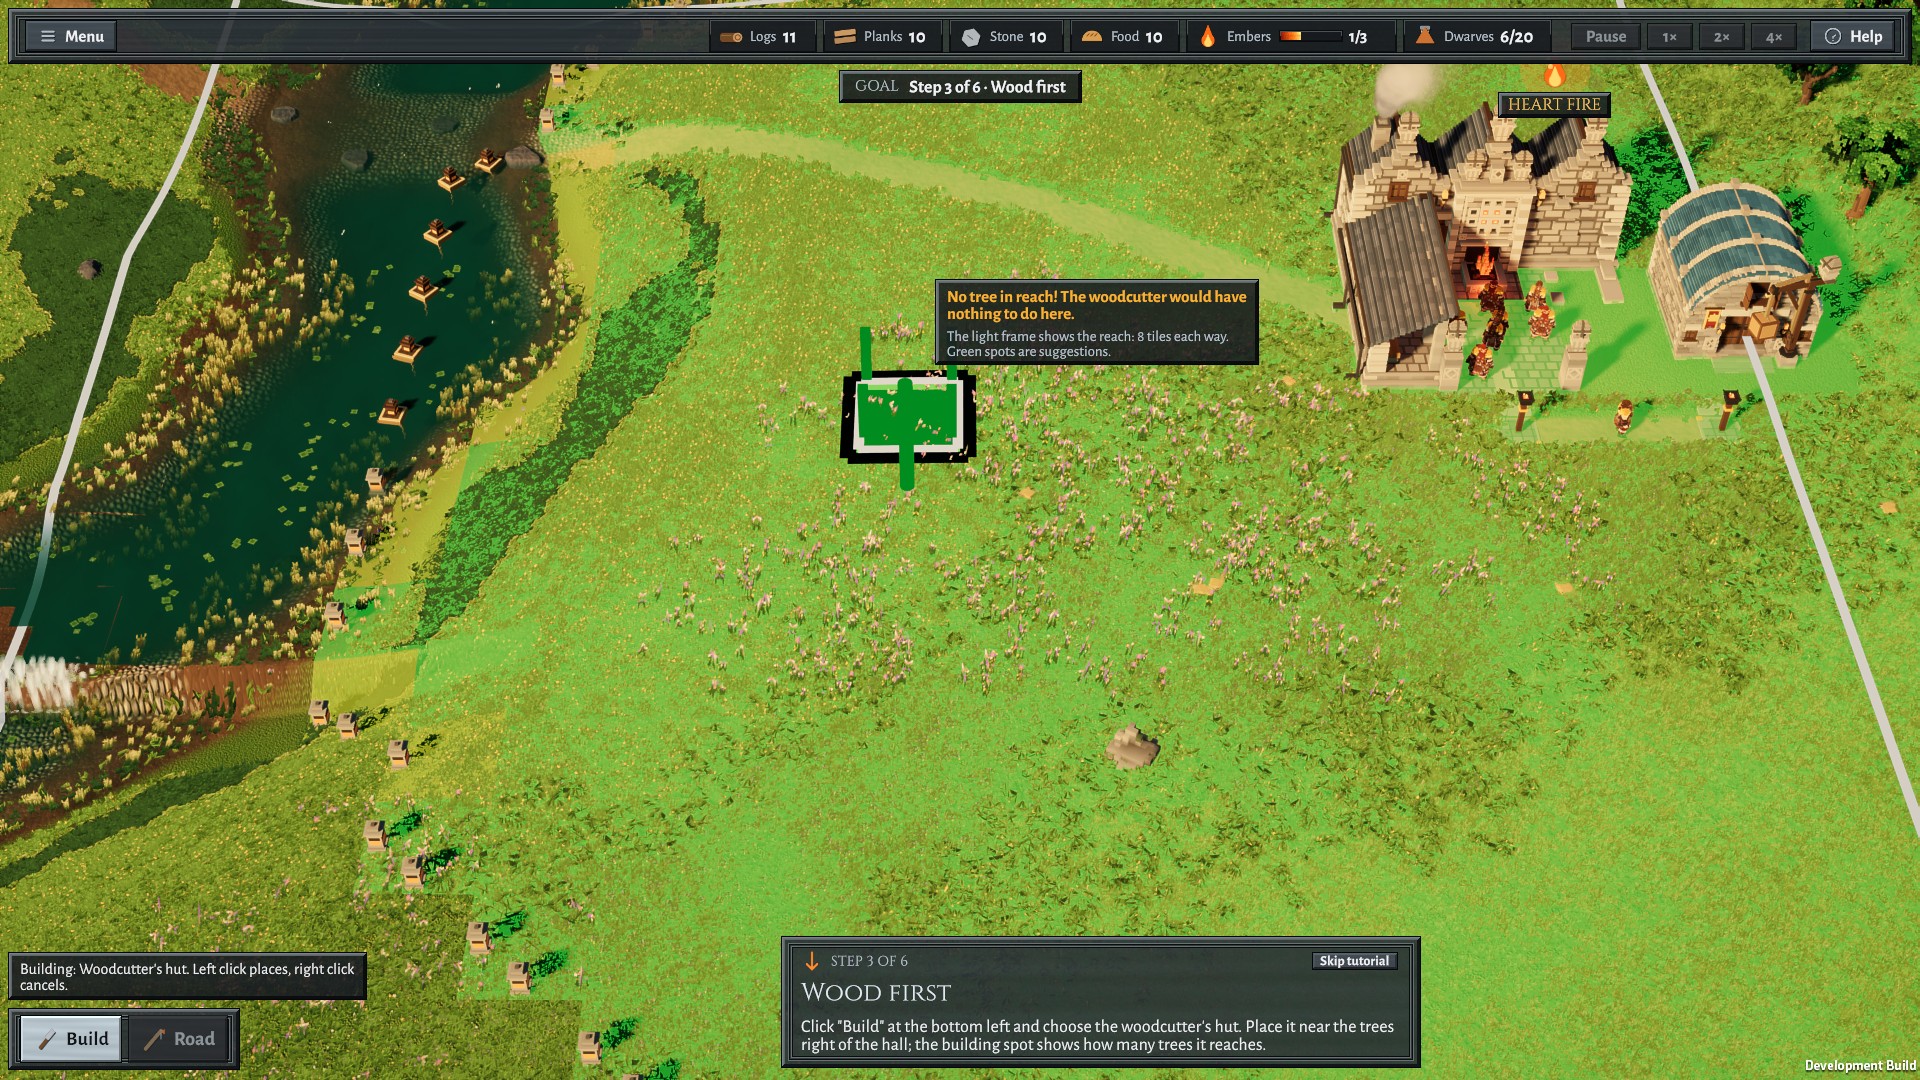 Menu
Logs 11
Planks 10
Stone 10
Food 10
Embers 1/3
Dwarves 6/20
Pause
1×
2×
4×
Help
GOAL Step 3 of 6 · Wood first
HEART FIRE
No tree in reach! The woodcutter would have
nothing to do here.
The light frame shows the reach: 8 tiles each way.
Green spots are suggestions.
Building: Woodcutter's hut. Left click places, right click
cancels.
Build
Road
STEP 3 OF 6
Skip tutorial
WOOD FIRST
Click "Build" at the bottom left and choose the woodcutter's hut. Place it near the trees
right of the hall; the building spot shows how many trees it reaches.
Development Build